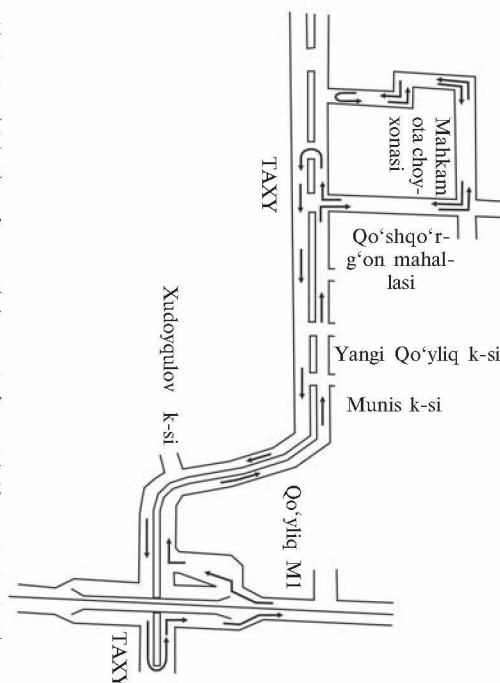 Mahkam
ota choy-
xonasi
TAXY
Qo‘shqo‘r-
g‘on mahal-
lasi
Xudoyqulov k-si
Yangi Qo‘yliq k-si
Munis k-si
Qo‘yliq M1
TAXY